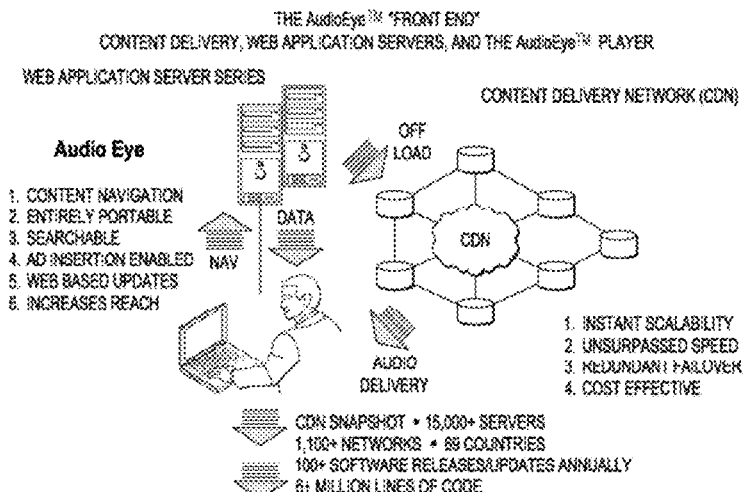 THE AudioEye™ "FRONT END"
CONTENT DELIVERY, WEB APPLICATION SERVERS, AND THE AudioEye™ PLAYER
WEB APPLICATION SERVER SERIES
CONTENT DELIVERY NETWORK (CDN)
Audio Eye
1. CONTENT NAVIGATION
2. ENTIRELY PORTABLE
3. SEARCHABLE
4. AD INSERTION ENABLED
5. WEB BASED UPDATES
6. INCREASES REACH
OFF
LOAD
NAV
DATA
CDN
AUDIO
DELIVERY
1. INSTANT SCALABILITY
2. UNSURPASSED SPEED
3. REDUNDANT FAILOVER
4. COST EFFECTIVE
CDN SNAPSHOT • 15,000+ SERVERS
1,100+ NETWORKS • 69 COUNTRIES
100+ SOFTWARE RELEASES/UPDATES ANNUALLY
6+ MILLION LINES OF CODE